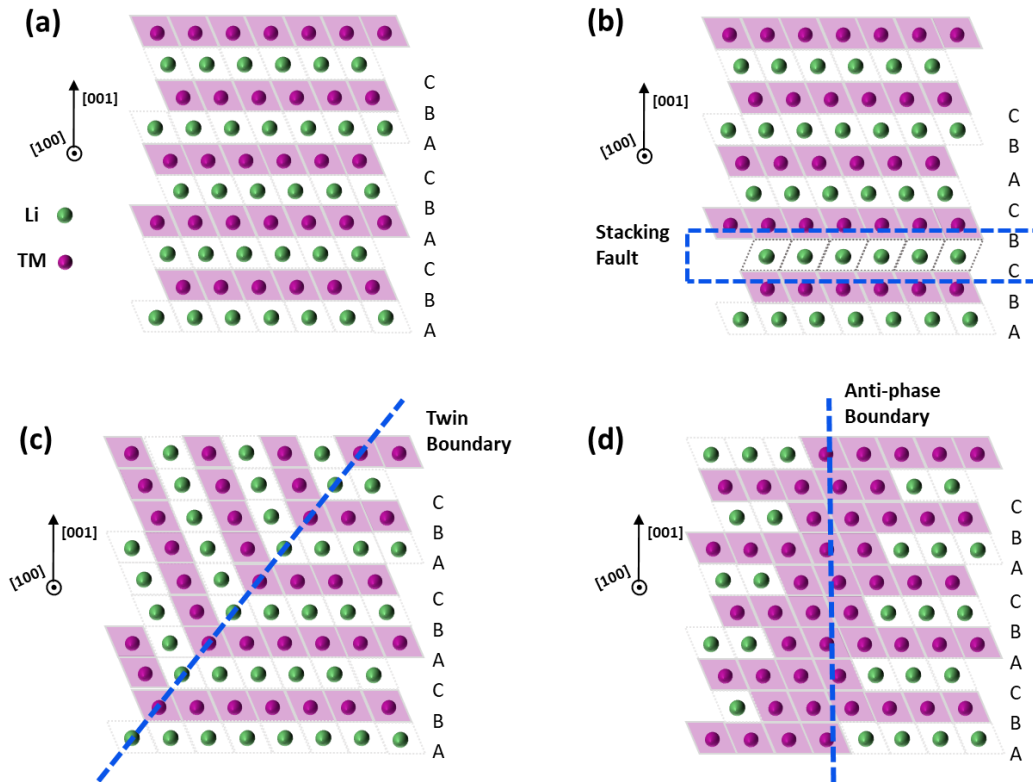 (a)
[001]
[100]
Li
TM
C
B
A
C
B
A
C
B
A
(b)
[001]
[100]
Stacking
Fault
C
B
A
C
B
C
B
A
(c)
Twin
Boundary
[001]
[100]
C
B
A
C
B
A
C
B
A
(d)
Anti-phase
Boundary
[001]
[100]
C
B
A
C
B
A
C
B
A